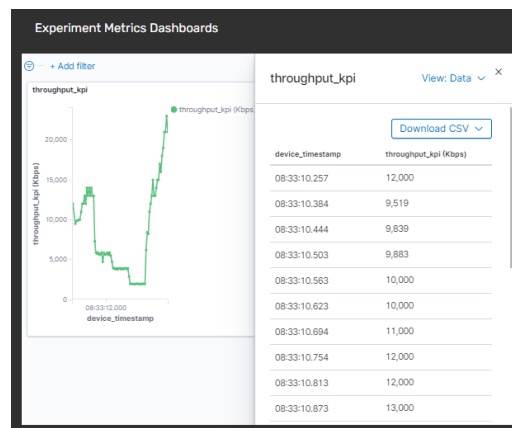 Experiment Metrics Dashboards
+ Add filter
throughput_kpi
throughput_kpi (Kbps
20,000
15,000
10,000
5,000
0
throughput_kpi (Kbps)
08:33:12.000
device_timestamp
throughput_kpi
View: Data
Download CSV
device_timestamp throughput_kpi (Kbps)
08:33:10.257 12,000
08:33:10.384 9,519
08:33:10.444 9,839
08:33:10.503 9,883
08:33:10.563 10,000
08:33:10.623 10,000
08:33:10.694 11,000
08:33:10.754 12,000
08:33:10.813 12,000
08:33:10.873 13,000